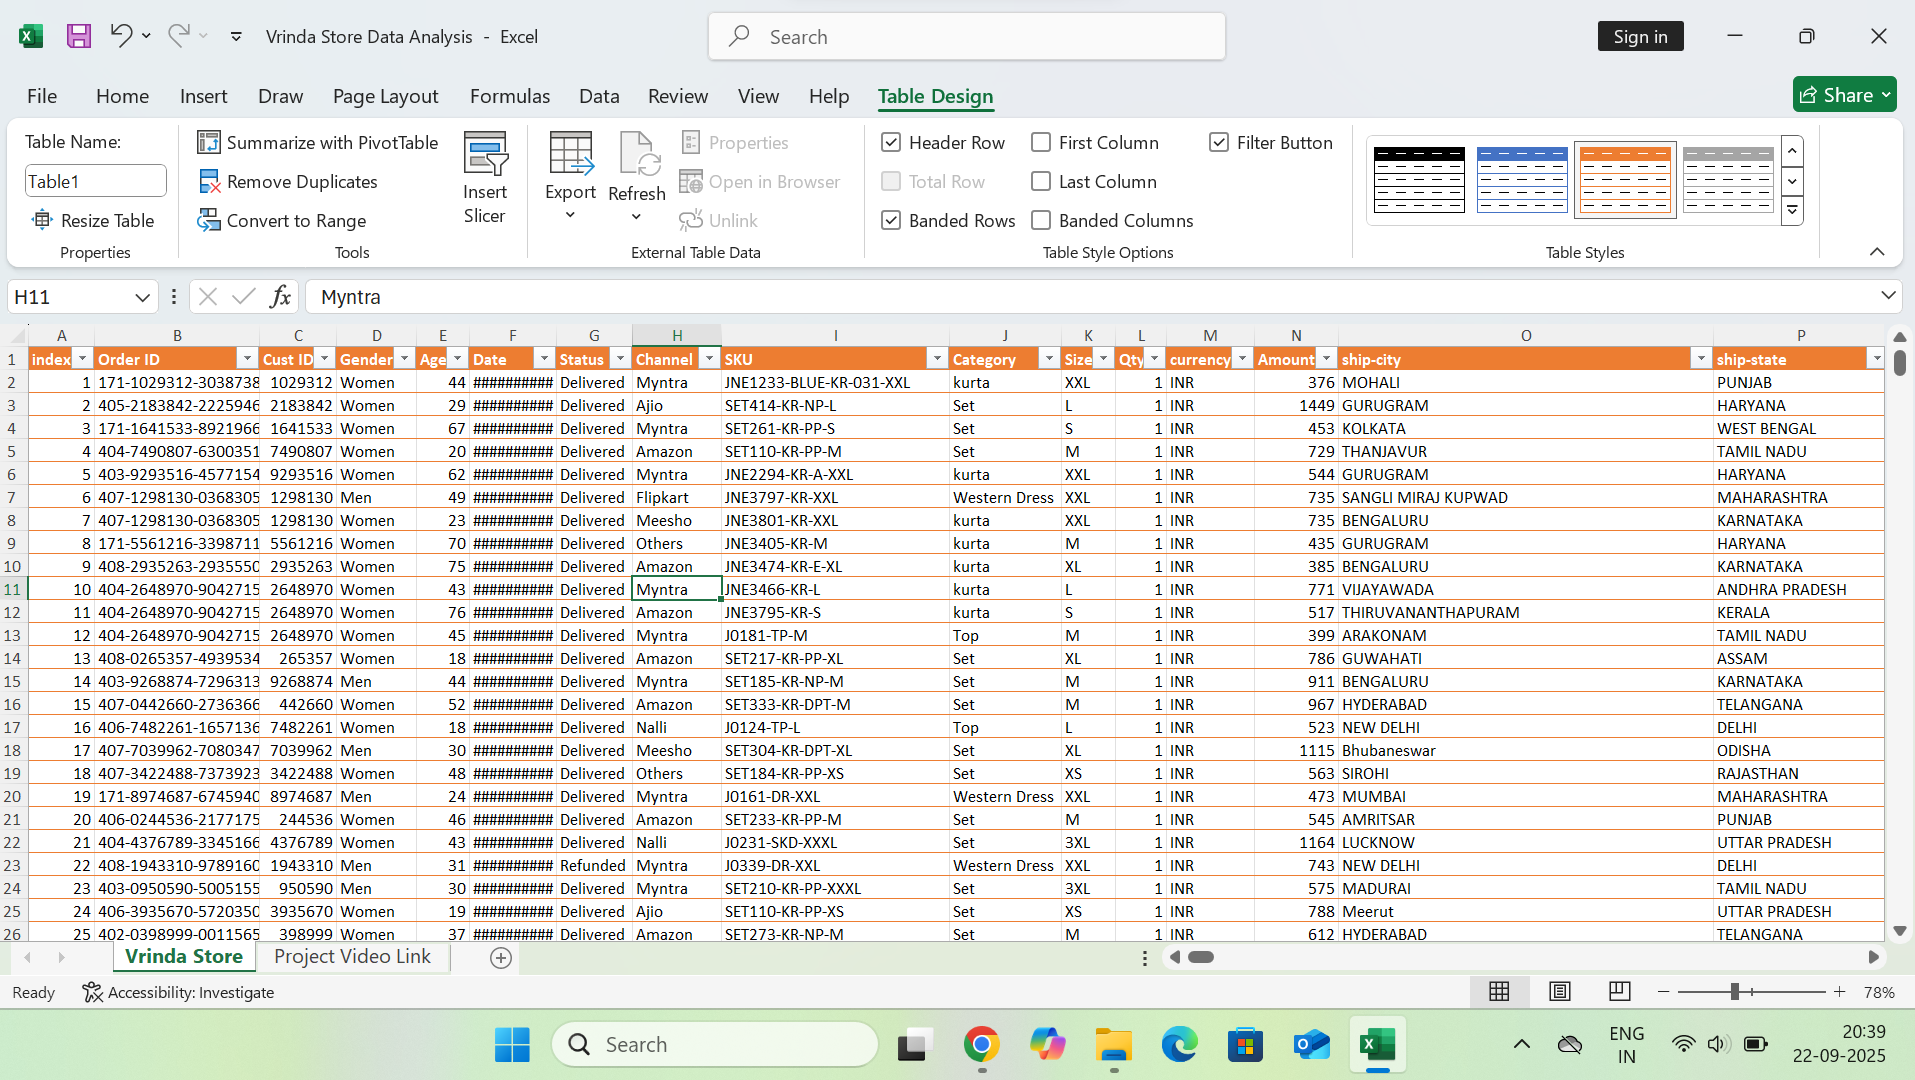 Vrinda Store Data Analysis - Excel
Search
Sign in
File Home Insert Draw Page Layout Formulas Data Review View Help Table Design
Share
Table Name:
Table1
Resize Table
Properties
Summarize with PivotTable
Remove Duplicates
Convert to Range
Tools
Insert
Slicer
Export
Refresh
Properties
Open in Browser
Unlink
External Table Data
Header Row First Column Filter Button
Total Row Last Column
Banded Rows Banded Columns
Table Style Options
Table Styles
H11 fx Myntra
A B C D E F G H I J K L M N O P
1 index Order ID Cust ID Gender Age Date Status Channel SKU Category Size Qty currency Amount ship-city ship-state
2 1 171-1029312-3038738 1029312 Women 44 ########## Delivered Myntra JNE1233-BLUE-KR-031-XXL kurta XXL 1 INR 376 MOHALI PUNJAB
3 2 405-2183842-2225946 2183842 Women 29 ########## Delivered Ajio SET414-KR-NP-L Set L 1 INR 1449 GURUGRAM HARYANA
4 3 171-1641533-8921966 1641533 Women 67 ########## Delivered Myntra SET261-KR-PP-S Set S 1 INR 453 KOLKATA WEST BENGAL
5 4 404-7490807-6300351 7490807 Women 20 ########## Delivered Amazon SET110-KR-PP-M Set M 1 INR 729 THANJAVUR TAMIL NADU
6 5 403-9293516-4577154 9293516 Women 62 ########## Delivered Myntra JNE2294-KR-A-XXL kurta XXL 1 INR 544 GURUGRAM HARYANA
7 6 407-1298130-0368305 1298130 Men 49 ########## Delivered Flipkart JNE3797-KR-XXL Western Dress XXL 1 INR 735 SANGLI MIRAJ KUPWAD MAHARASHTRA
8 7 407-1298130-0368305 1298130 Women 23 ########## Delivered Meesho JNE3801-KR-XXL kurta XXL 1 INR 735 BENGALURU KARNATAKA
9 8 171-5561216-3398711 5561216 Women 70 ########## Delivered Others JNE3405-KR-M kurta M 1 INR 435 GURUGRAM HARYANA
10 9 408-2935263-2935550 2935263 Women 75 ########## Delivered Amazon JNE3474-KR-E-XL kurta XL 1 INR 385 BENGALURU KARNATAKA
11 10 404-2648970-9042715 2648970 Women 43 ########## Delivered Myntra JNE3466-KR-L kurta L 1 INR 771 VIJAYAWADA ANDHRA PRADESH
12 11 404-2648970-9042715 2648970 Women 76 ########## Delivered Amazon JNE3795-KR-S kurta S 1 INR 517 THIRUVANANTHAPURAM KERALA
13 12 404-2648970-9042715 2648970 Women 45 ########## Delivered Myntra J0181-TP-M Top M 1 INR 399 ARAKONAM TAMIL NADU
14 13 408-0265357-4939534 265357 Women 18 ########## Delivered Amazon SET217-KR-PP-XL Set XL 1 INR 786 GUWAHATI ASSAM
15 14 403-9268874-7296313 9268874 Men 44 ########## Delivered Myntra SET185-KR-NP-M Set M 1 INR 911 BENGALURU KARNATAKA
16 15 407-0442660-2736366 442660 Women 52 ########## Delivered Amazon SET333-KR-DPT-M Set M 1 INR 967 HYDERABAD TELANGANA
17 16 406-7482261-1657136 7482261 Women 18 ########## Delivered Nalli J0124-TP-L Top L 1 INR 523 NEW DELHI DELHI
18 17 407-7039962-7080347 7039962 Men 30 ########## Delivered Meesho SET304-KR-DPT-XL Set XL 1 INR 1115 Bhubaneswar ODISHA
19 18 407-3422488-7373923 3422488 Women 48 ########## Delivered Others SET184-KR-PP-XS Set XS 1 INR 563 SIROHI RAJASTHAN
20 19 171-8974687-6745940 8974687 Men 24 ########## Delivered Myntra J0161-DR-XXL Western Dress XXL 1 INR 473 MUMBAI MAHARASHTRA
21 20 406-0244536-2177175 244536 Women 46 ########## Delivered Amazon SET233-KR-PP-M Set M 1 INR 545 AMRITSAR PUNJAB
22 21 404-4376789-3345166 4376789 Women 43 ########## Delivered Nalli J0231-SKD-XXXL Set 3XL 1 INR 1164 LUCKNOW UTTAR PRADESH
23 22 408-1943310-9789160 1943310 Men 31 ########## Refunded Myntra J0339-DR-XXL Western Dress XXL 1 INR 743 NEW DELHI DELHI
24 23 403-0950590-5005155 950590 Men 30 ########## Delivered Myntra SET210-KR-PP-XXXL Set 3XL 1 INR 575 MADURAI TAMIL NADU
25 24 406-3935670-5720350 3935670 Women 19 ########## Delivered Ajio SET110-KR-PP-XS Set XS 1 INR 788 Meerut UTTAR PRADESH
26 25 402-0398999-0011565 398999 Women 37 ########## Delivered Amazon SET273-KR-NP-M Set M 1 INR 612 HYDERABAD TELANGANA
Vrinda Store Project Video Link
Ready Accessibility: Investigate 78%
Search
ENG
IN
20:39
22-09-2025